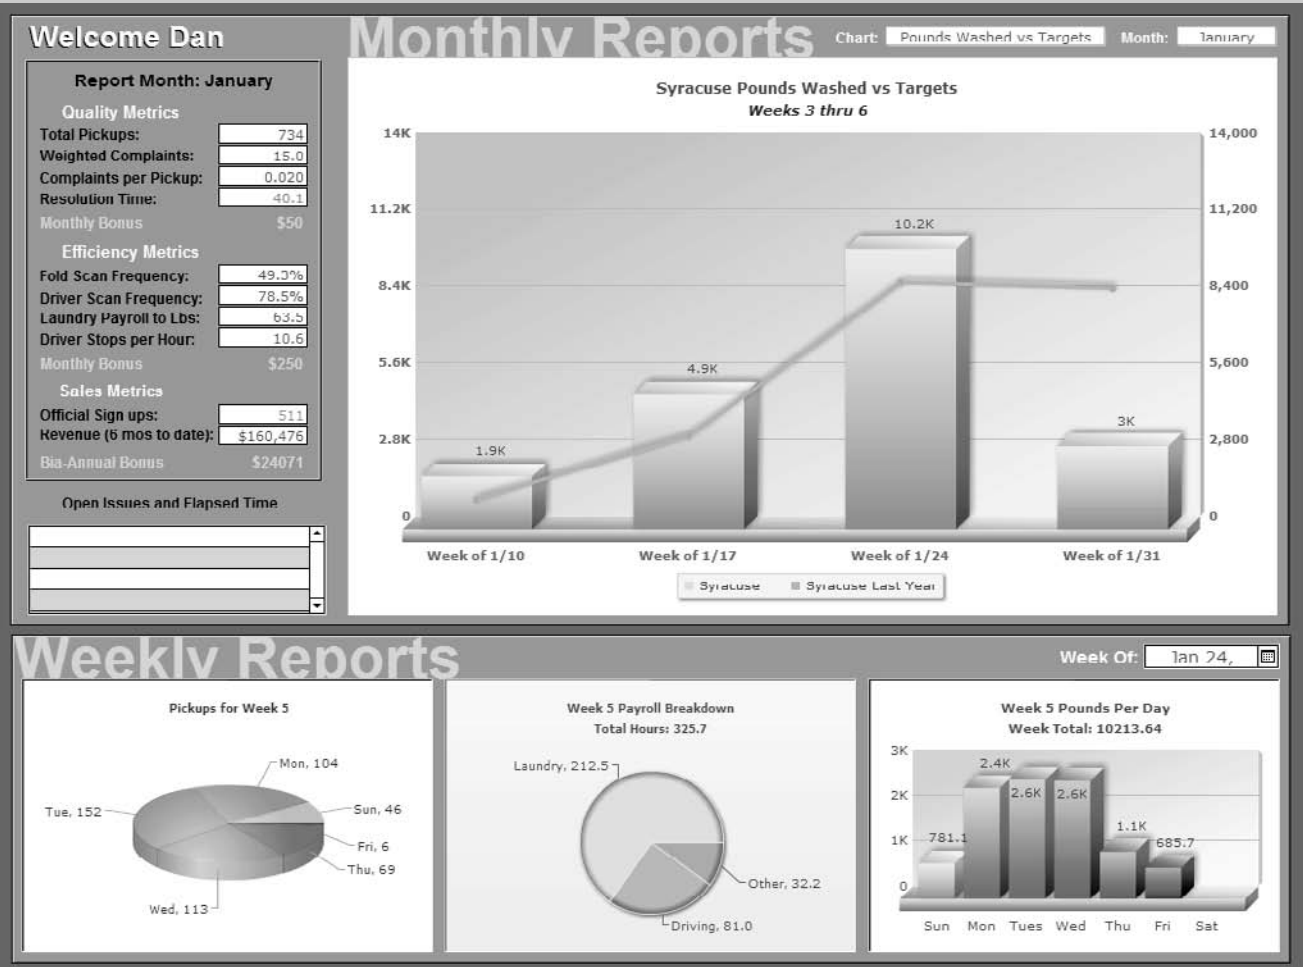 Welcome Dan
Monthly Reports
Chart: Pounds Washed vs Targets
Month: January
Report Month: January
Quality Metrics
Total Pickups: 734
Weighted Complaints: 15.0
Complaints per Pickup: 0.020
Resolution Time: 40.1
Monthly Bonus $50
Efficiency Metrics
Fold Scan Frequency: 49.3%
Driver Scan Frequency: 78.5%
Laundry Payroll to Lbs: 63.5
Driver Stops per Hour: 10.6
Monthly Bonus $250
Sales Metrics
Official Sign ups: 511
Revenue (6 mos to date): $160,476
Bia-Annual Bonus $24071
Open Issues and Elapsed Time
Syracuse Pounds Washed vs Targets
Weeks 3 thru 6
14K 14,000
11.2K 11,200
10.2K
8.4K 8,400
5.6K 5,600
4.9K
2.8K 2,800
3K
1.9K
0 0
Week of 1/10 Week of 1/17 Week of 1/24 Week of 1/31
Syracuse Syracuse Last Year
Weekly Reports
Week Of: Jan 24,
Pickups for Week 5
Mon, 104
Tue, 152
Sun, 46
Fri, 6
Thu, 69
Wed, 113
Week 5 Payroll Breakdown
Total Hours: 325.7
Laundry, 212.5
Other, 32.2
Driving, 81.0
Week 5 Pounds Per Day
Week Total: 10213.64
3K
2.4K
2K 2.6K 2.6K
1.1K
1K 781.1 685.7
0
Sun Mon Tues Wed Thu Fri Sat